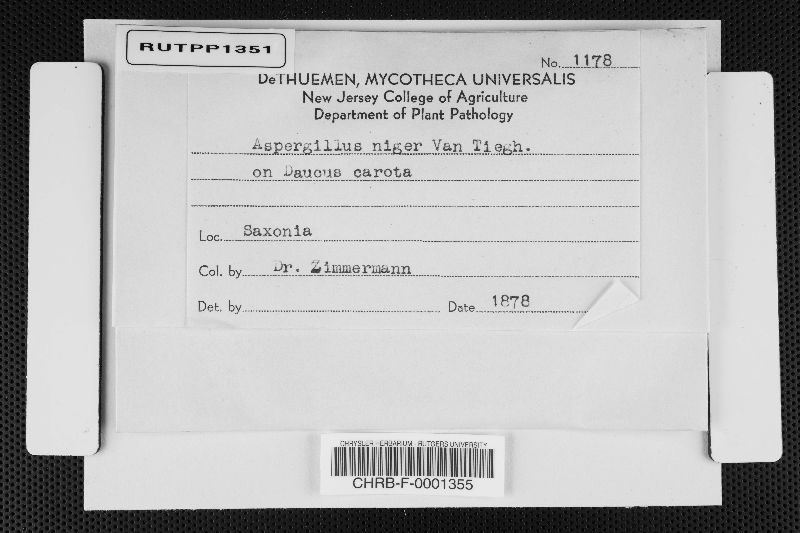 RUTPP1351
No. 1178
DeTHUEMEN, MYCOTHECA UNIVERSALIS
New Jersey College of Agriculture
Department of Plant Pathology
Aspergillus niger Van Tiegh.
on Daucus carota
Loc. Saxonia
Col. by Dr. Zimmermann
Det. by Date 1878
CHRYSLER HERBARIUM - RUTGERS UNIVERSITY
CHRB-F-0001355